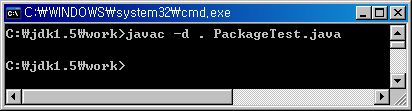 C:₩WINDOWS₩system32₩cmd.exe
C:₩jdk1.5₩work>javac -d . PackageTest.java
C:₩jdk1.5₩work>